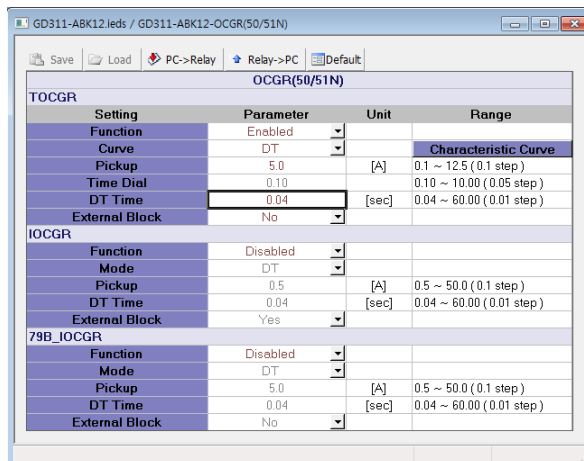 GD311-ABK12.ieds / GD311-ABK12-OCGR(50/51N)
Save Load PC->Relay Relay->PC Default
OCGR(50/51N)
TOCGR
Setting Parameter Unit Range
Function Enabled
Curve DT Characteristic Curve
Pickup 5.0 [A] 0.1 ~ 12.5 ( 0.1 step )
Time Dial 0.10 0.10 ~ 10.00 ( 0.05 step )
DT Time 0.04 [sec] 0.04 ~ 60.00 ( 0.01 step )
External Block No
IOCGR
Function Disabled
Mode DT
Pickup 0.5 [A] 0.5 ~ 50.0 ( 0.1 step )
DT Time 0.04 [sec] 0.04 ~ 60.00 ( 0.01 step )
External Block Yes
79B_IOCGR
Function Disabled
Mode DT
Pickup 5.0 [A] 0.5 ~ 50.0 ( 0.1 step )
DT Time 0.04 [sec] 0.04 ~ 60.00 ( 0.01 step )
External Block No